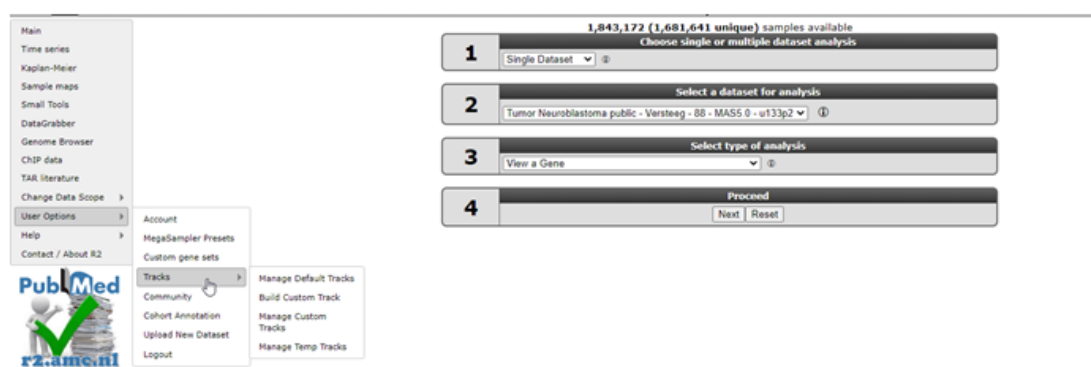 Main
Time series
Kaplan-Meier
Sample maps
Small Tools
DataGrabber
Genome Browser
ChIP data
TAR literature
Change Data Scope
User Options
Help
Contact / About R2
PubMed
r2.amc.nl
Account
MegaSampler Presets
Custom gene sets
Tracks
Community
Cohort Annotation
Upload New Dataset
Logout
Manage Default Tracks
Build Custom Track
Manage Custom
Tracks
Manage Temp Tracks
1,843,172 (1,681,641 unique) samples available
1
Choose single or multiple dataset analysis
Single Dataset
2
Select a dataset for analysis
Tumor Neuroblastoma public - Versteeg - 88 - MAS5.0 - u133p2
3
Select type of analysis
View a Gene
4
Proceed
Next Reset